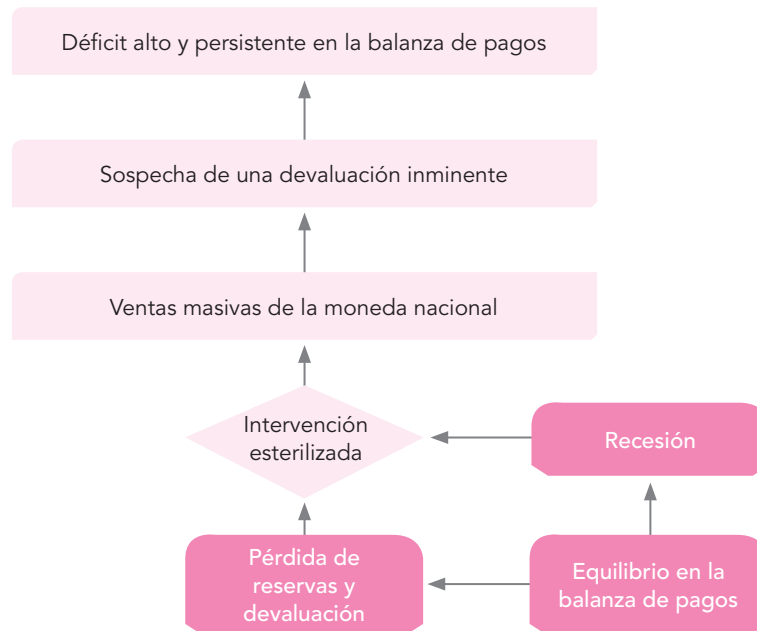 Déficit alto y persistente en la balanza de pagos
Sospecha de una devaluación inminente
Ventas masivas de la moneda nacional
Intervención
esterilizada
Recesión
Pérdida de
reservas y
devaluación
Equilibrio en la
balanza de pagos